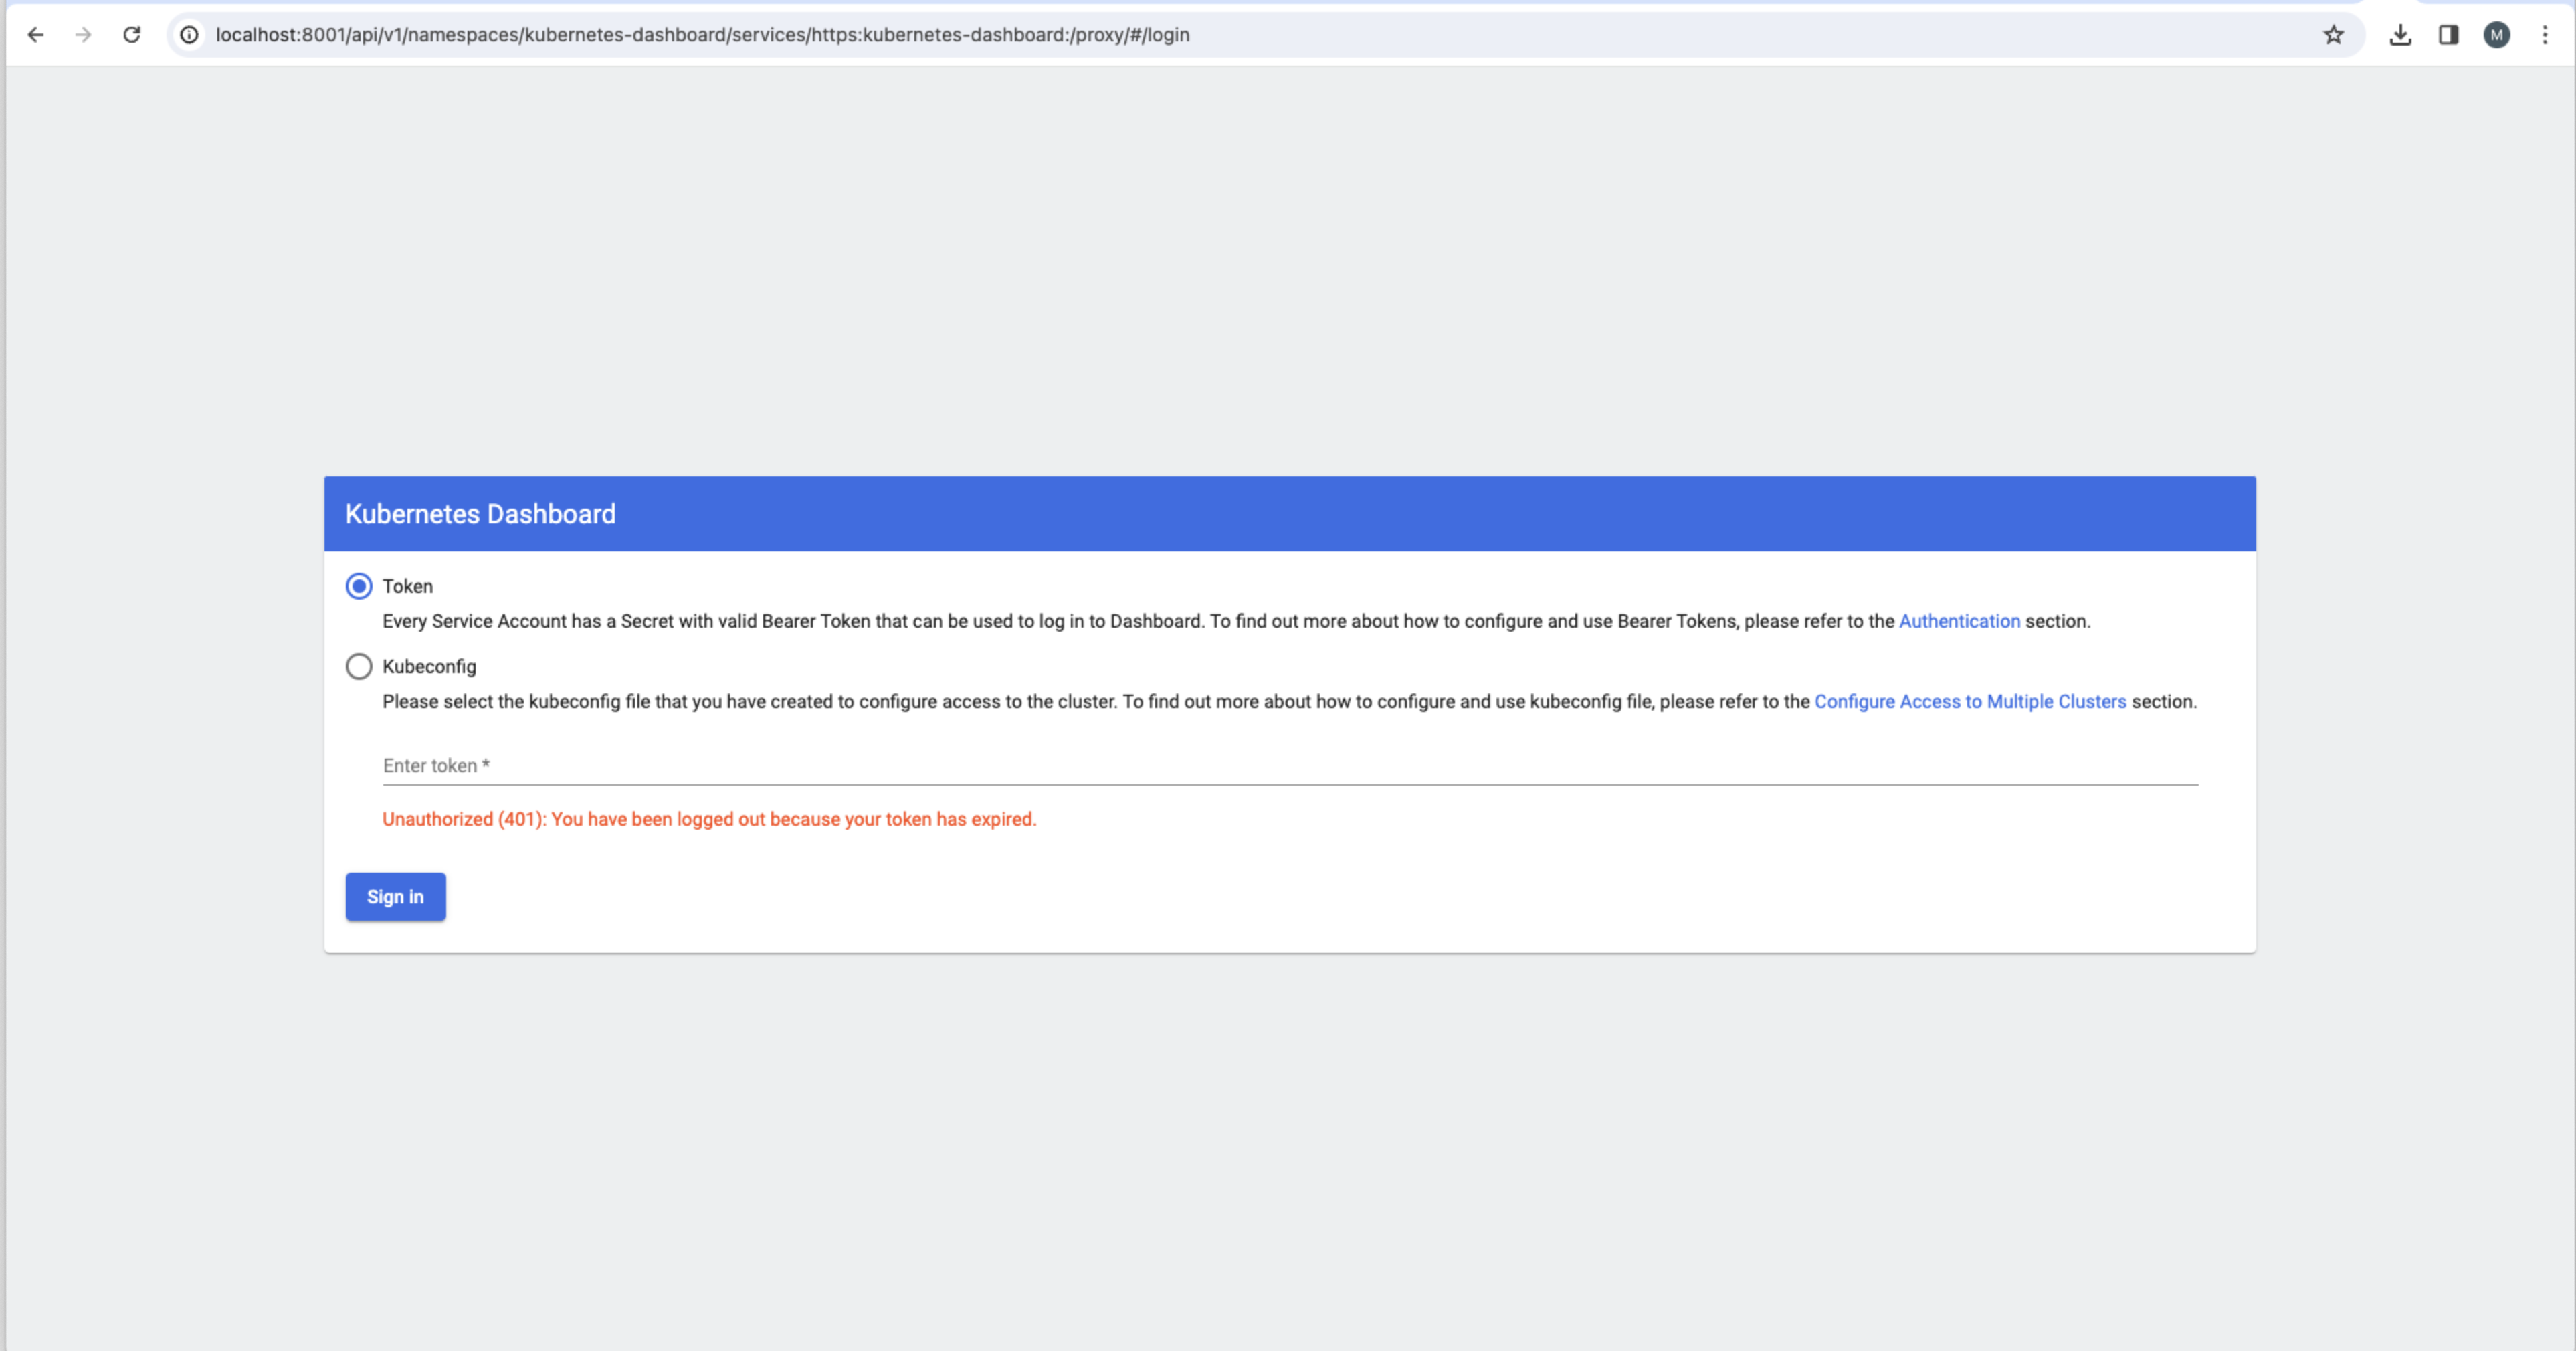 localhost:8001/api/v1/namespaces/kubernetes-dashboard/services/https:kubernetes-dashboard:/proxy/#/login
M
Kubernetes Dashboard
Token
Every Service Account has a Secret with valid Bearer Token that can be used to log in to Dashboard. To find out more about how to configure and use Bearer Tokens, please refer to the Authentication section.
Kubeconfig
Please select the kubeconfig file that you have created to configure access to the cluster. To find out more about how to configure and use kubeconfig file, please refer to the Configure Access to Multiple Clusters section.
Enter token *
Unauthorized (401): You have been logged out because your token has expired.
Sign in